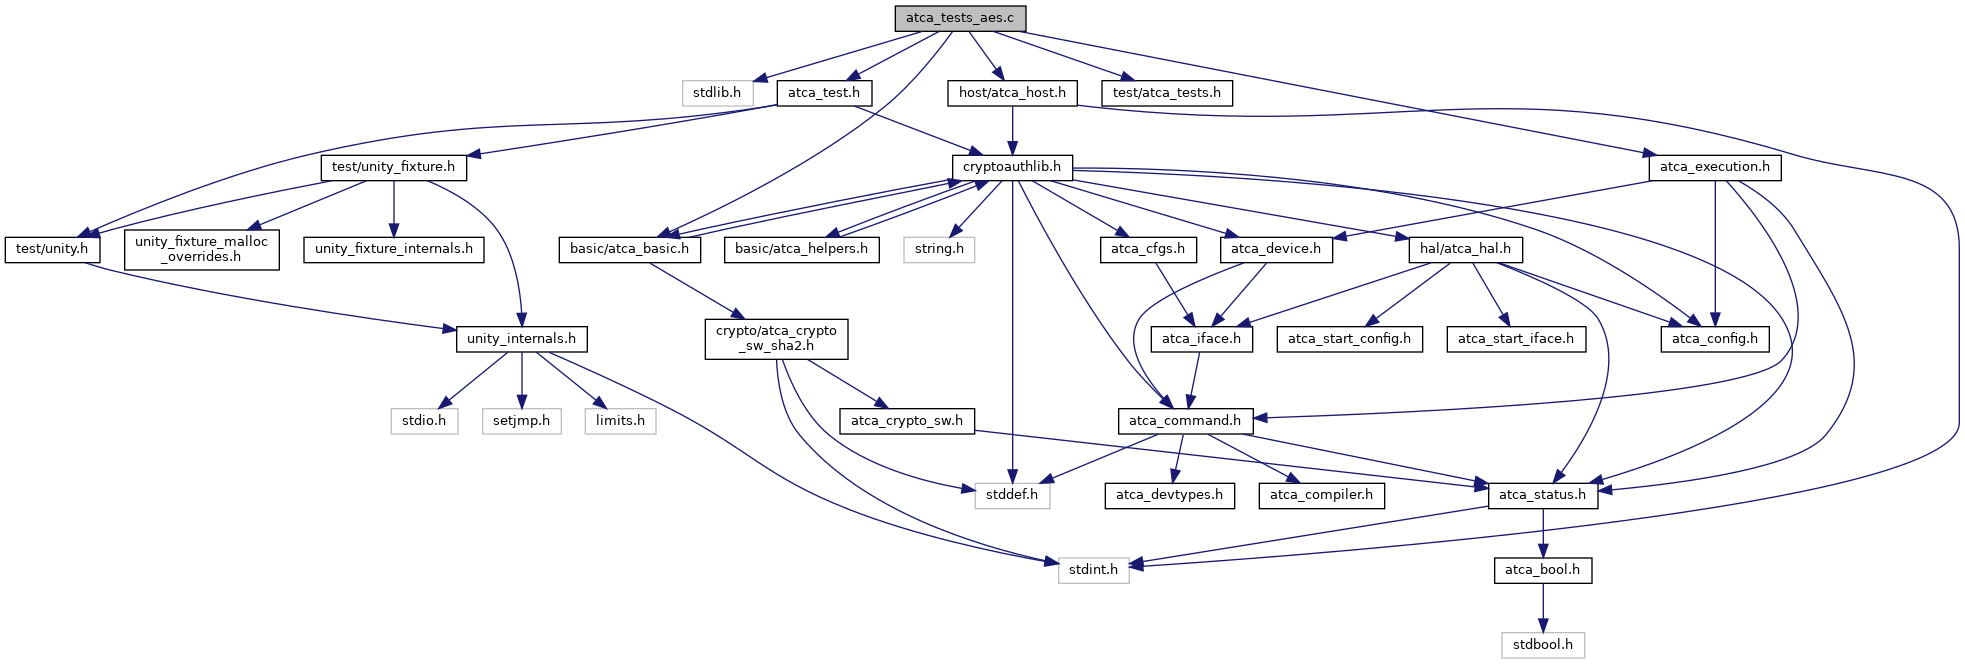 atca_tests_aes.c
stdlib.h
atca_test.h
host/atca_host.h
test/atca_tests.h
test/unity_fixture.h
cryptoauthlib.h
atca_execution.h
test/unity.h
unity_fixture_malloc
_overrides.h
unity_fixture_internals.h
basic/atca_basic.h
basic/atca_helpers.h
string.h
atca_cfgs.h
atca_device.h
hal/atca_hal.h
unity_internals.h
crypto/atca_crypto
_sw_sha2.h
atca_iface.h
atca_start_config.h
atca_start_iface.h
atca_config.h
stdio.h
setjmp.h
limits.h
atca_crypto_sw.h
atca_command.h
stddef.h
atca_devtypes.h
atca_compiler.h
atca_status.h
stdint.h
atca_bool.h
stdbool.h